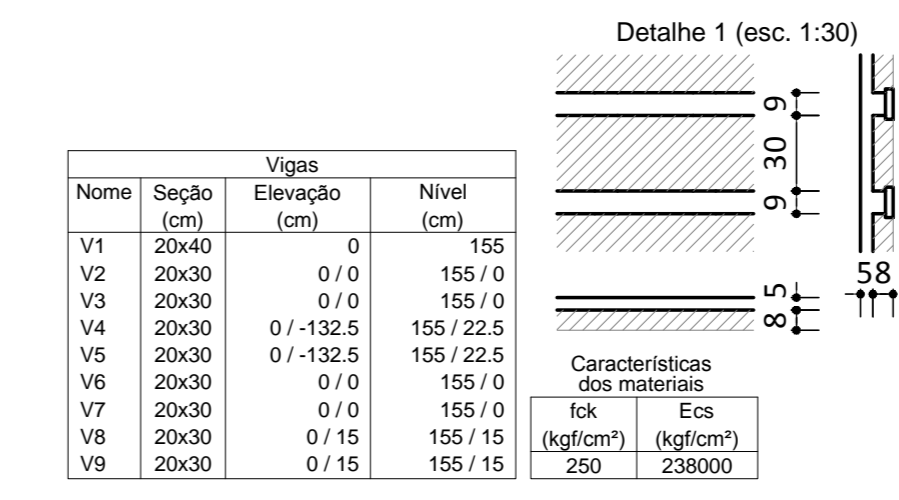 Detalhe 1 (esc. 1:30)
9
30
9
5
8
58
Vigas
Nome Seção (cm) Elevação (cm) Nível (cm)
V1 20x40 0 155
V2 20x30 0 / 0 155 / 0
V3 20x30 0 / 0 155 / 0
V4 20x30 0 / -132.5 155 / 22.5
V5 20x30 0 / -132.5 155 / 22.5
V6 20x30 0 / 0 155 / 0
V7 20x30 0 / 0 155 / 0
V8 20x30 0 / 15 155 / 15
V9 20x30 0 / 15 155 / 15
Características
dos materiais
fck Ecs
(kgf/cm²) (kgf/cm²)
250 238000